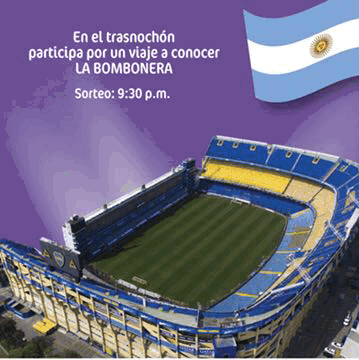 En el trasnochón
participa por un viaje a conocer
LA BOMBONERA
Sorteo: 9:30 p.m.